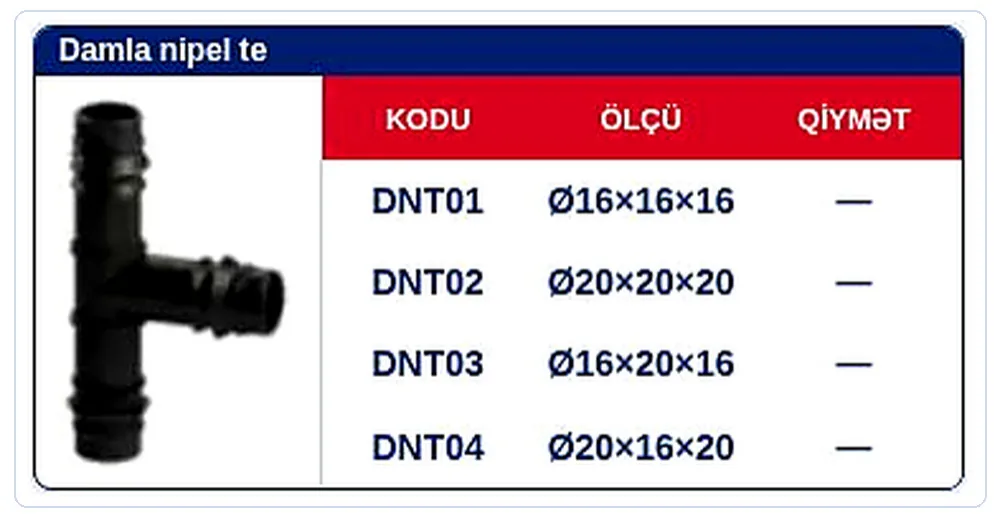 Damla nipel te
KODU ÖLÇÜ QİYMƏT
DNT01 Ø16×16×16 —
DNT02 Ø20×20×20 —
DNT03 Ø16×20×16 —
DNT04 Ø20×16×20 —